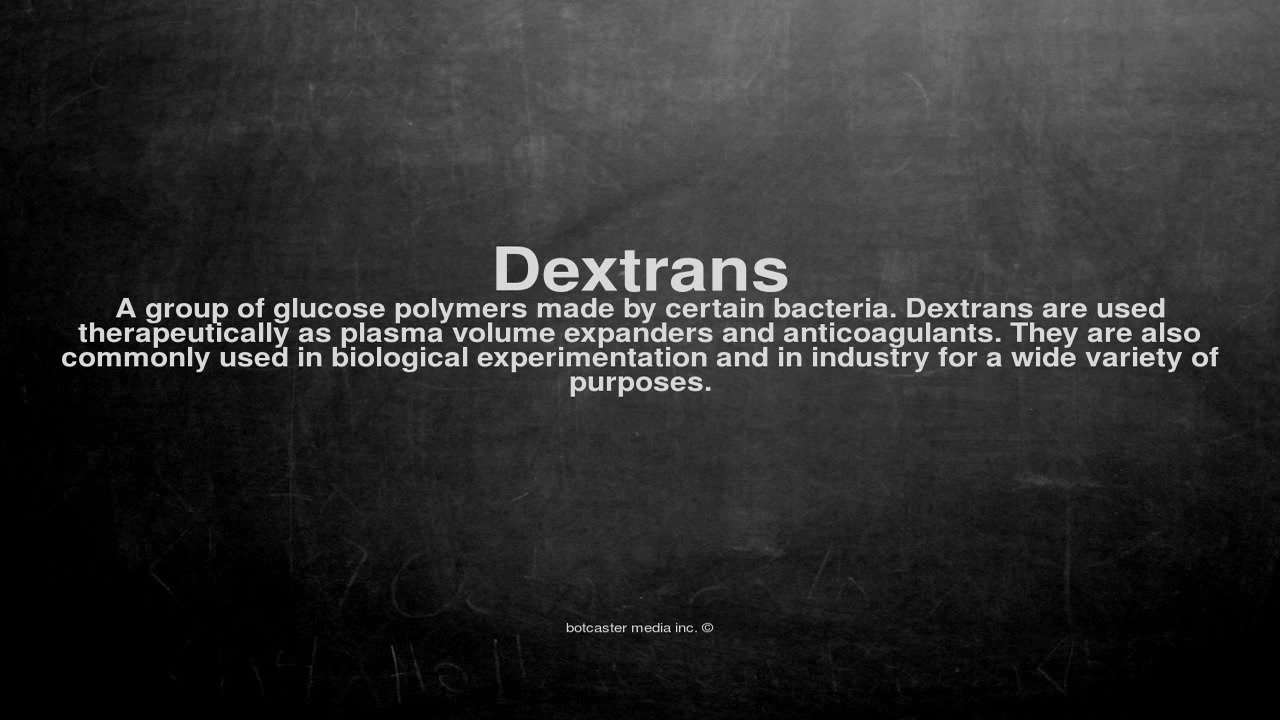 Dextrans
A group of glucose polymers made by certain bacteria. Dextrans are used
therapeutically as plasma volume expanders and anticoagulants. They are also
commonly used in biological experimentation and in industry for a wide variety of
purposes.
botcaster media inc. ©